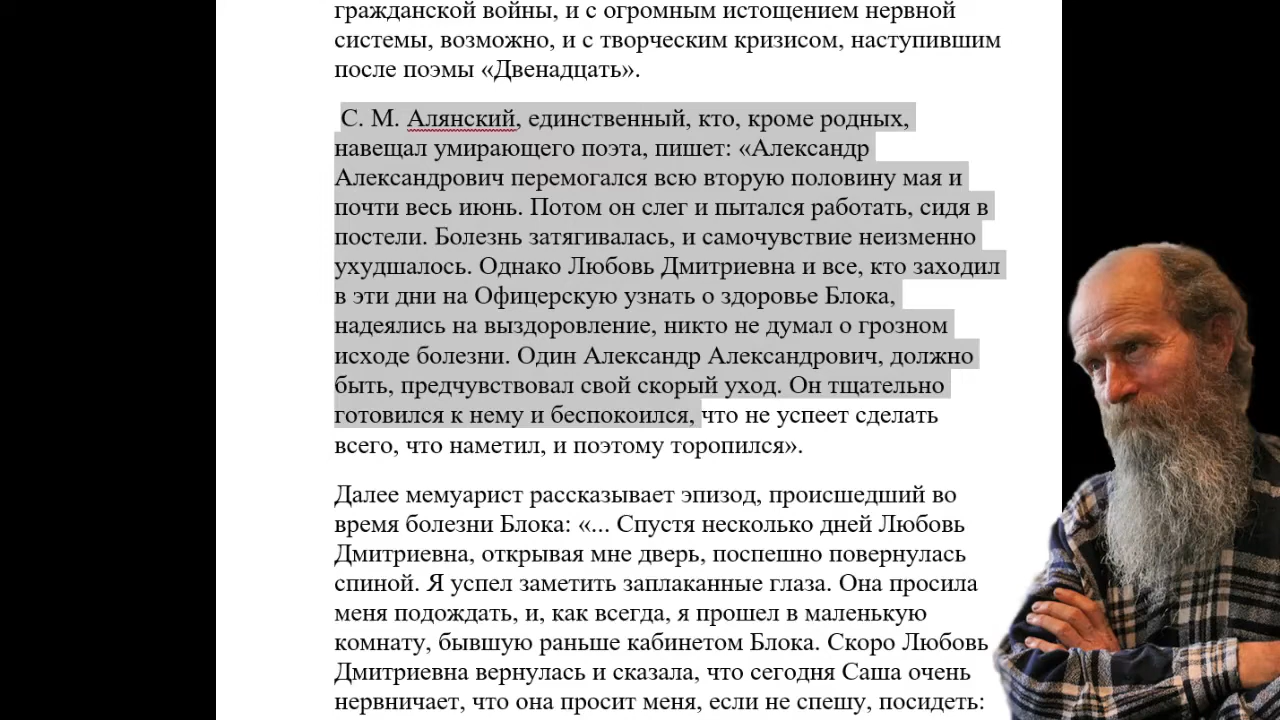 гражданской войны, и с огромным истощением нервной
системы, возможно, и с творческим кризисом, наступившим
после поэмы «Двенадцать».
С. М. Алянский, единственный, кто, кроме родных,
навещал умирающего поэта, пишет: «Александр
Александрович перемогался всю вторую половину мая и
почти весь июнь. Потом он слег и пытался работать, сидя в
постели. Болезнь затягивалась, и самочувствие неизменно
ухудшалось. Однако Любовь Дмитриевна и все, кто заходил
в эти дни на Офицерскую узнать о здоровье Блока,
надеялись на выздоровление, никто не думал о грозном
исходе болезни. Один Александр Александрович, должно
быть, предчувствовал свой скорый уход. Он тщательно
готовился к нему и беспокоился, что не успеет сделать
всего, что наметил, и поэтому торопился».
Далее мемуарист рассказывает эпизод, происшедший во
время болезни Блока: «... Спустя несколько дней Любовь
Дмитриевна, открывая мне дверь, поспешно повернулась
спиной. Я успел заметить заплаканные глаза. Она просила
меня подождать, и, как всегда, я прошел в маленькую
комнату, бывшую раньше кабинетом Блока. Скоро Любовь
Дмитриевна вернулась и сказала, что сегодня Саша очень
нервничает, что она просит меня, если не спешу, посидеть: